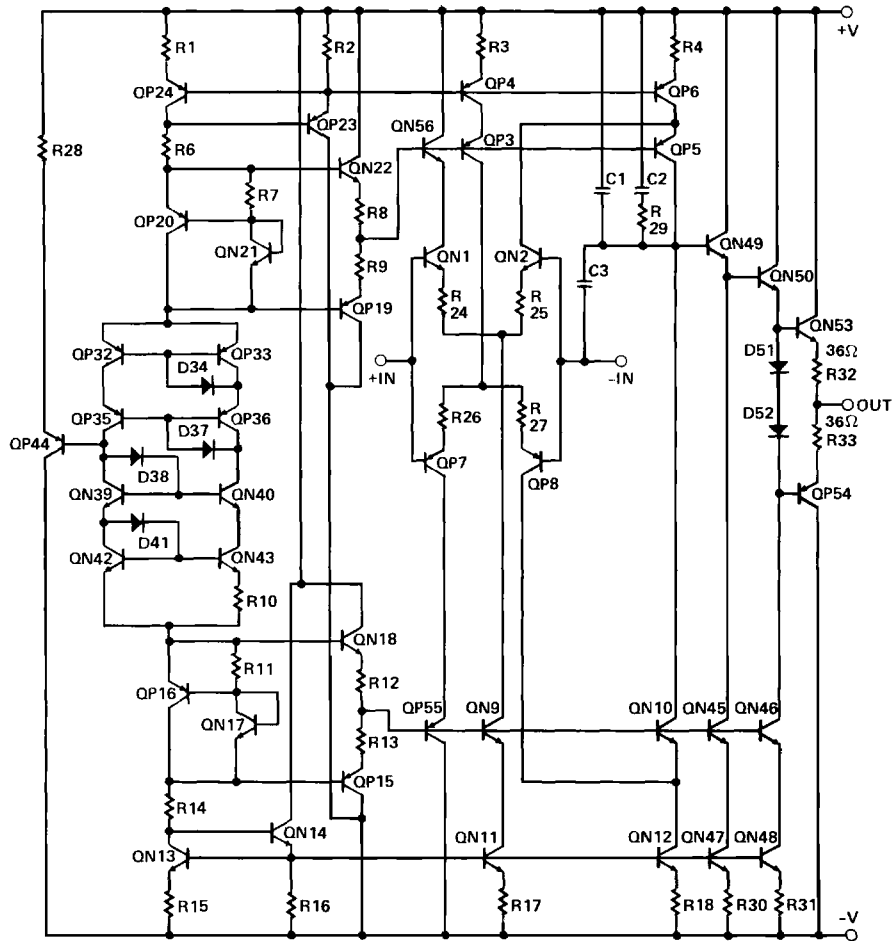 +V
R1
R2
R3
R4
QP24
QP4
QP6
QP23
QN56
QP3
QP5
R28
R6
QN22
R7
C1
C2
R8
R
29
QP20
QN21
QN1
QN2
QN49
R9
C3
QN50
R
24
R
25
QP19
QN53
QP32
QP33
D51
36Ω
R32
D34
+IN
-IN
OUT
QP35
QP36
R26
R
27
D52
36Ω
R33
D37
QP44
D38
QP7
QP8
QN39
QN40
QP54
D41
QN42
QN43
R10
QN18
R11
R12
QP16
QP55
QN9
QN10
QN45
QN46
QN17
R13
QP15
R14
QN14
QN11
QN12
QN47
QN48
QN13
R15
R16
R17
R18
R30
R31
-V